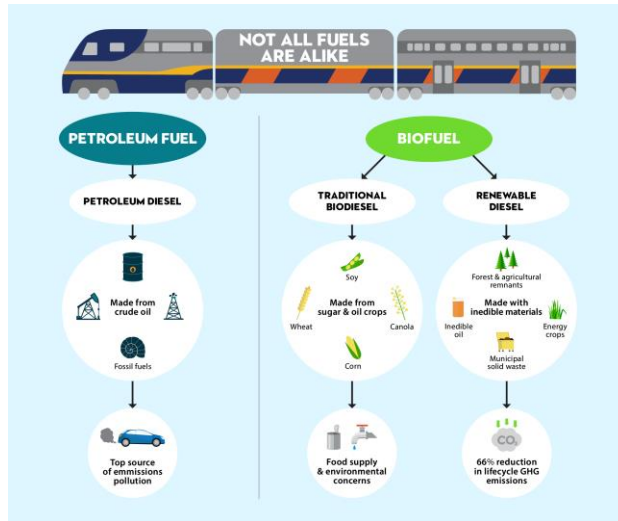 NOT ALL FUELS
ARE ALIKE
PETROLEUM FUEL
PETROLEUM DIESEL
Made from
crude oil
Fossil fuels
Top source
of emmissions
pollution
BIOFUEL
TRADITIONAL
BIODIESEL
Soy
Wheat
Made from
sugar & oil crops
Canola
Corn
Food supply
& environmental
concerns
RENEWABLE
DIESEL
Forest & agricultural
remnants
Made with
inedible materials
Inedible
oil
Energy
crops
Municipal
solid waste
CO₂
66% reduction
in lifecycle GHG
emissions